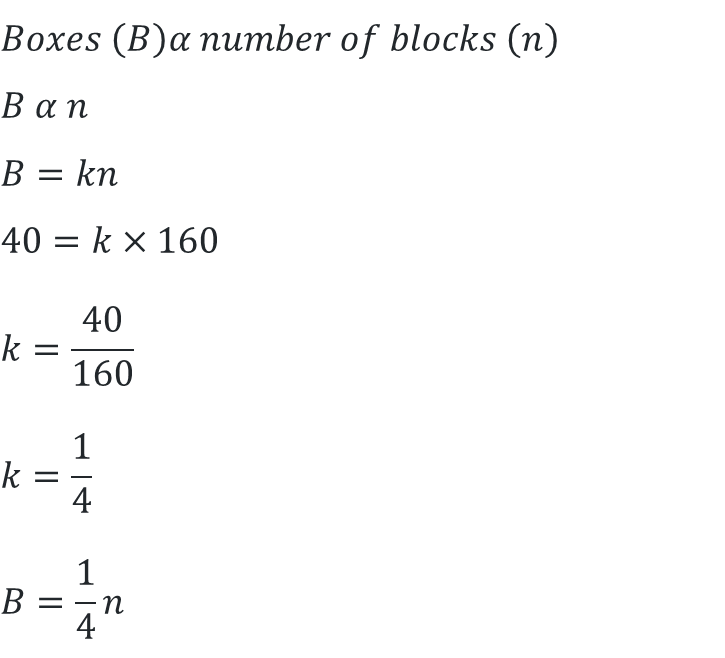 Boxes (B)α number of blocks (n)
B α n
B = kn
40 = k × 160
k = 40/160
k = 1/4
B = 1/4 n